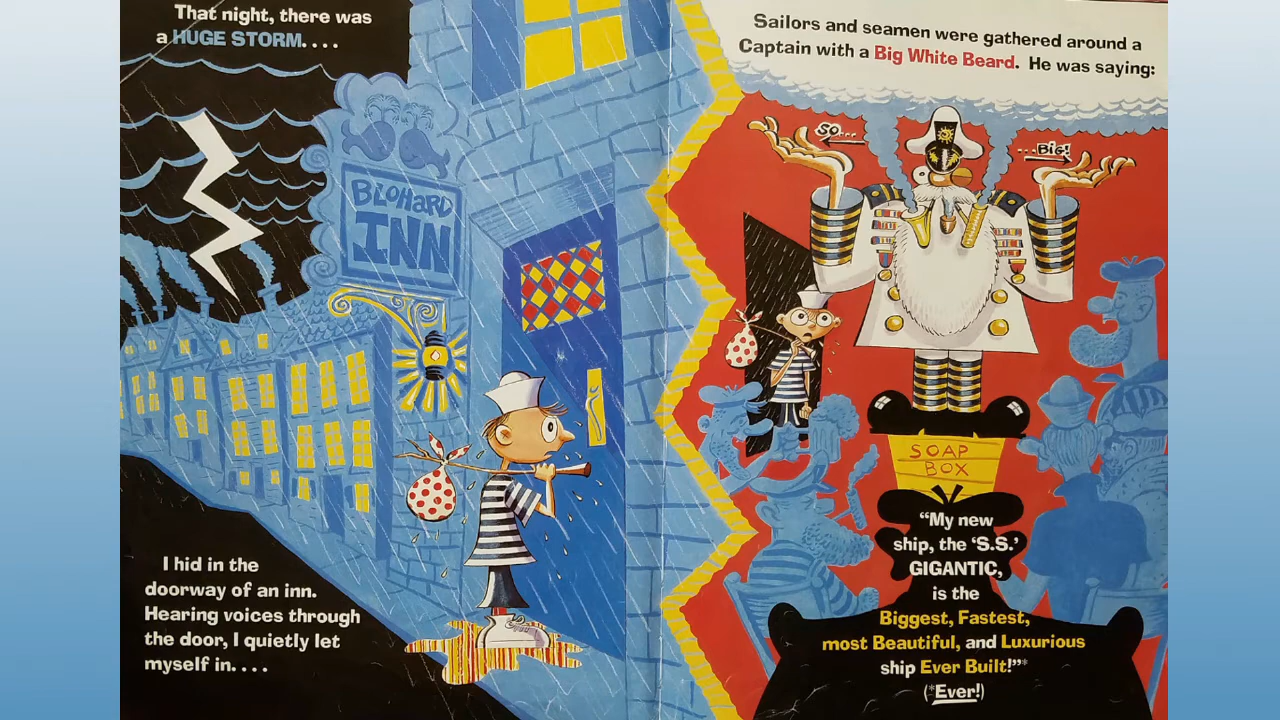 That night, there was
a HUGE STORM....
BLOHARD
INN
I hid in the
doorway of an inn.
Hearing voices through
the door, I quietly let
myself in....
Sailors and seamen were gathered around a
Captain with a Big White Beard. He was saying:
SO...
...BIG!
SOAP
BOX
“My new
ship, the ‘S.S.’
GIGANTIC,
is the
Biggest, Fastest,
most Beautiful, and Luxurious
ship Ever Built!”*
(*Ever!)